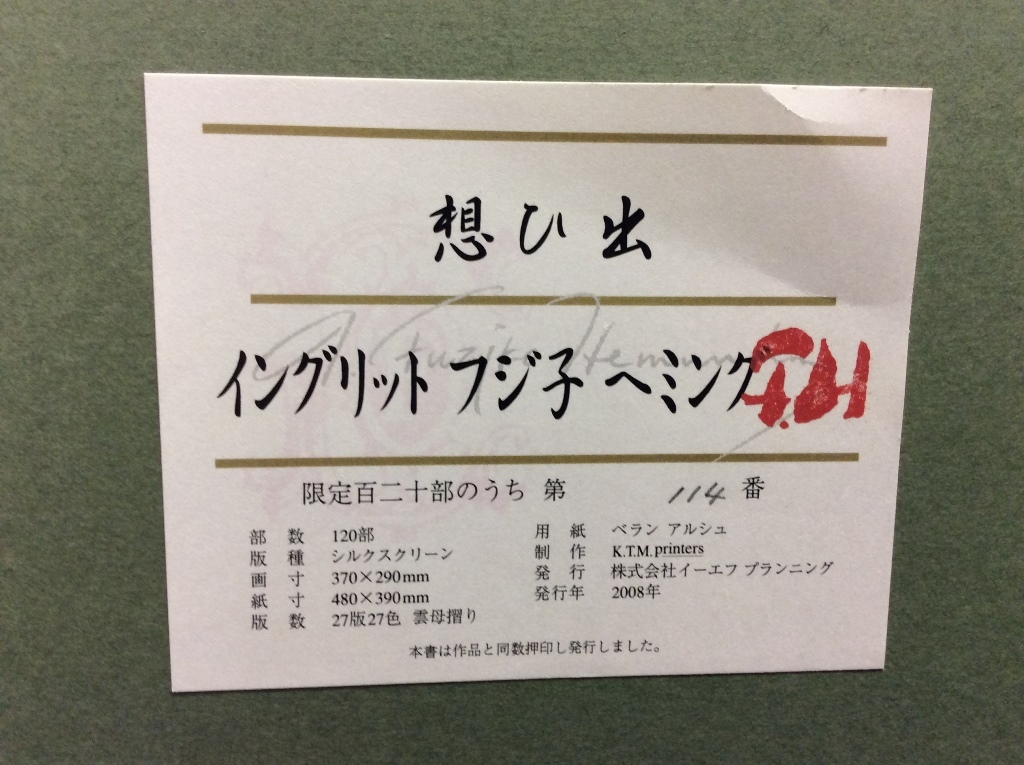 想ひ出
イングリット フジ子 ヘミング
Fuziko Hemming
F.H
限定百二十部のうち 第 114 番
部 数 120部
版 種 シルクスクリーン
画 寸 370×290mm
紙 寸 480×390mm
版 数 27版27色 雲母摺り
用 紙 ベラン アルシュ
制 作 K.T.M.printers
発 行 株式会社イーエフ プランニング
発行年 2008年
本書は作品と同数押印し発行しました。